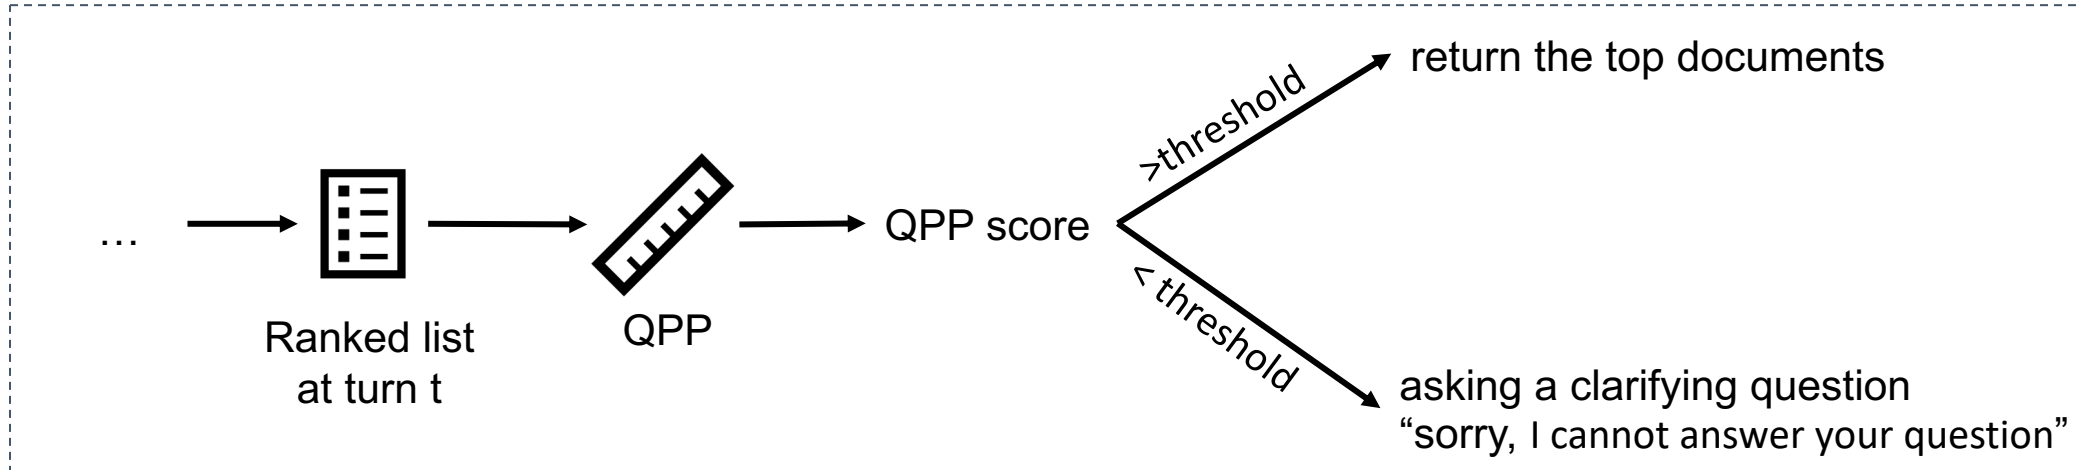 ...
Ranked list
at turn t
QPP
QPP score
>threshold
return the top documents
< threshold
asking a clarifying question
“sorry, I cannot answer your question”